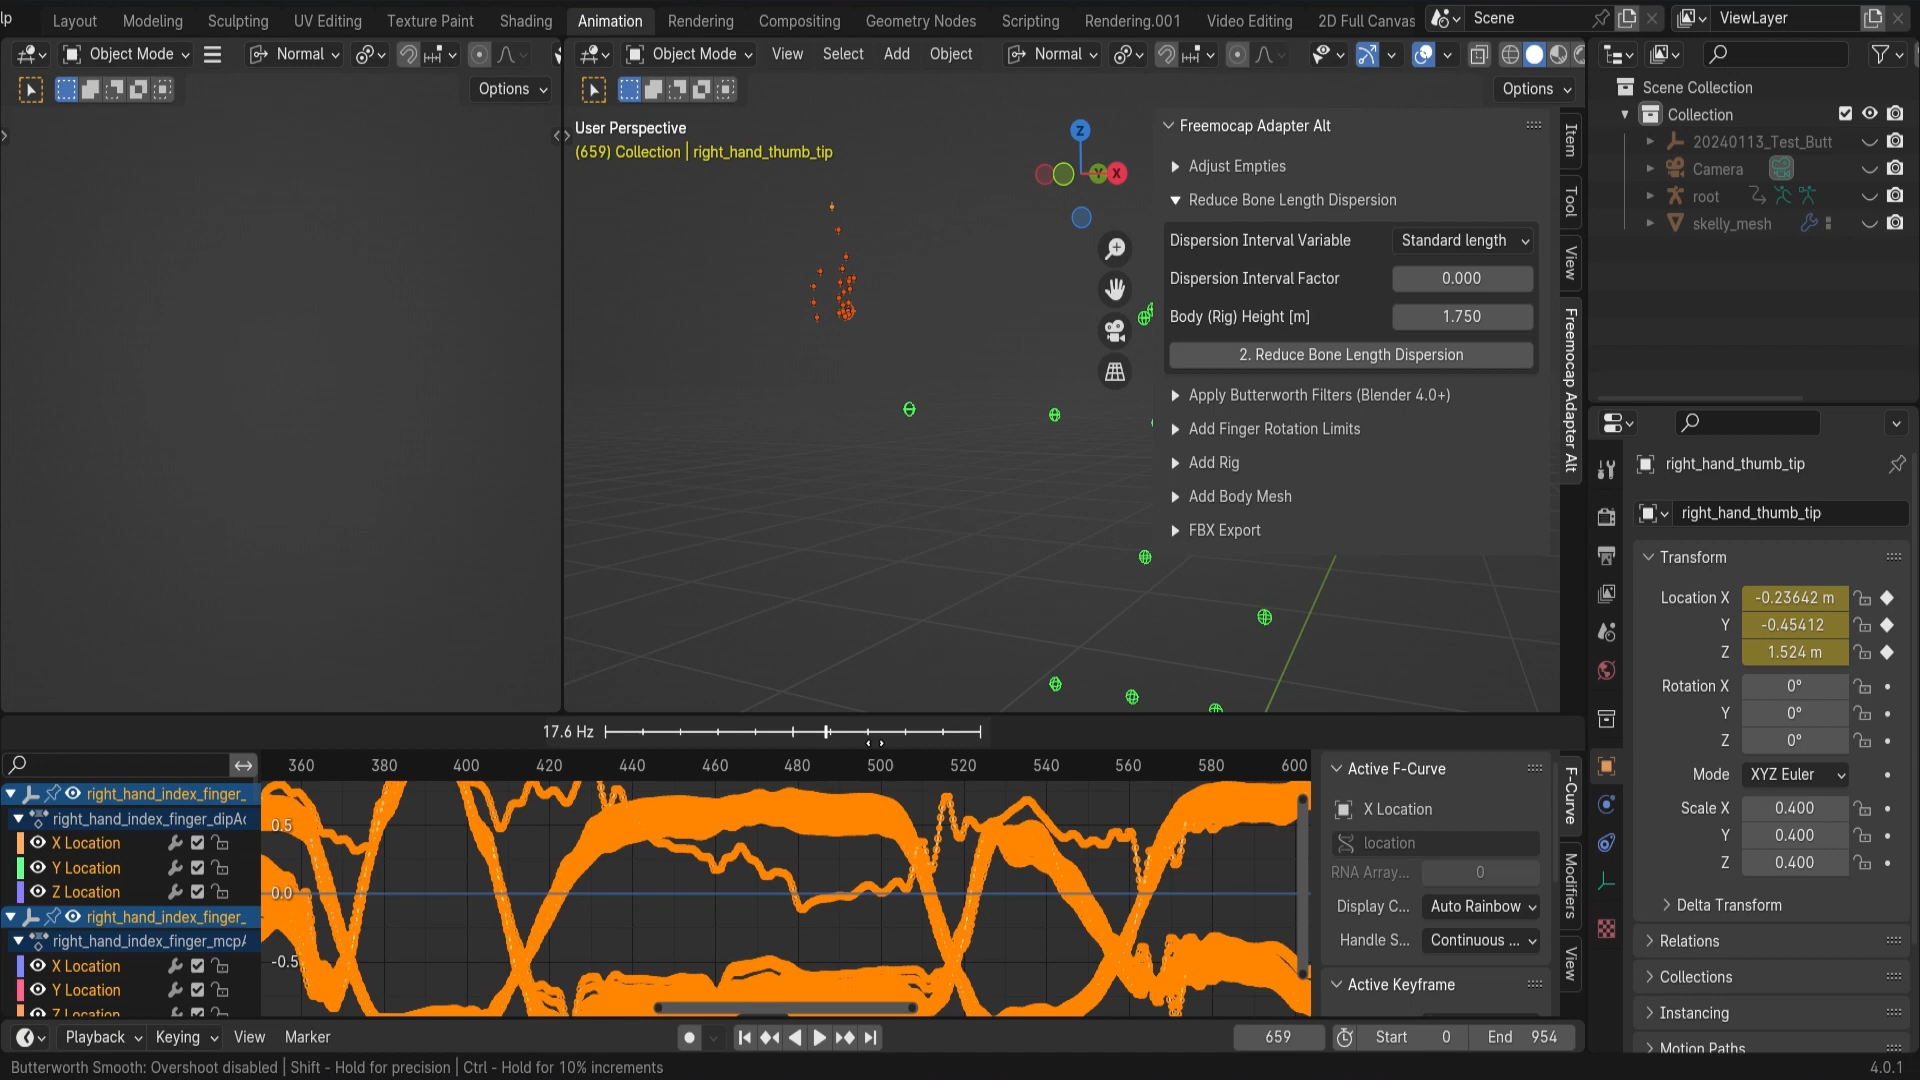 lp
Layout Modeling Sculpting UV Editing Texture Paint Shading Animation Rendering Compositing Geometry Nodes Scripting Rendering.001 Video Editing 2D Full Canvas Scene ViewLayer
Object Mode Normal
Object Mode View Select Add Object Normal
Options
Options
User Perspective
(659) Collection | right_hand_thumb_tip
Z
Y
X
Freemocap Adapter Alt
Adjust Empties
Reduce Bone Length Dispersion
Dispersion Interval Variable Standard length
Dispersion Interval Factor 0.000
Body (Rig) Height [m] 1.750
2. Reduce Bone Length Dispersion
Apply Butterworth Filters (Blender 4.0+)
Add Finger Rotation Limits
Add Rig
Add Body Mesh
FBX Export
Item
Tool
View
Freemocap Adapter Alt
Scene Collection
Collection
20240113_Test_Butt
Camera
root
skelly_mesh
right_hand_thumb_tip
right_hand_thumb_tip
Transform
Location X -0.23642 m
Y -0.45412
Z 1.524 m
Rotation X 0°
Y 0°
Z 0°
Mode XYZ Euler
Scale X 0.400
Y 0.400
Z 0.400
Delta Transform
Relations
Collections
Instancing
Motion Paths
17.6 Hz
360 380 400 420 440 460 480 500 520 540 560 580 600
0.5
0.0
-0.5
right_hand_index_finger_
right_hand_index_finger_dipAc
X Location
Y Location
Z Location
right_hand_index_finger_
right_hand_index_finger_mcpA
X Location
Y Location
Z Location
Active F-Curve
X Location
location
RNA Array... 0
Display C... Auto Rainbow
Handle S... Continuous ...
Active Keyframe
F-Curve
Modifiers
View
Playback Keying View Marker 659 Start 0 End 954
Butterworth Smooth: Overshoot disabled | Shift - Hold for precision | Ctrl - Hold for 10% increments 4.0.1